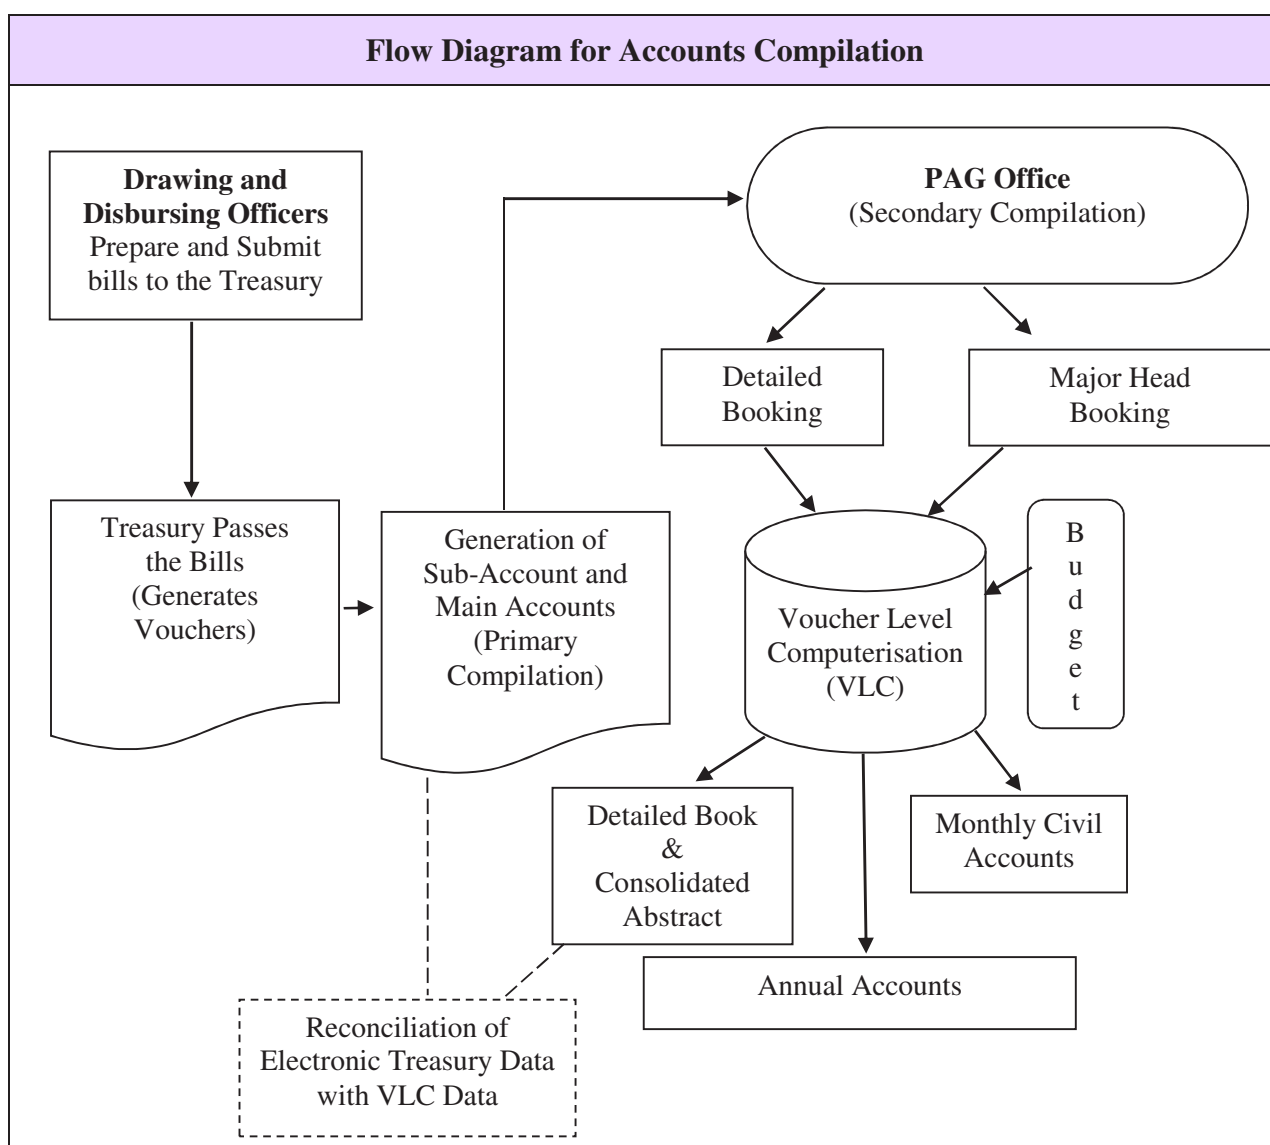 Flow Diagram for Accounts Compilation
Drawing and
Disbursing Officers
Prepare and Submit
bills to the Treasury
PAG Office
(Secondary Compilation)
Detailed
Booking
Major Head
Booking
Treasury Passes
the Bills
(Generates
Vouchers)
Generation of
Sub-Account and
Main Accounts
(Primary
Compilation)
Voucher Level
Computerisation
(VLC)
B
u
d
g
e
t
Detailed Book
&
Consolidated
Abstract
Monthly Civil
Accounts
Annual Accounts
Reconciliation of
Electronic Treasury Data
with VLC Data